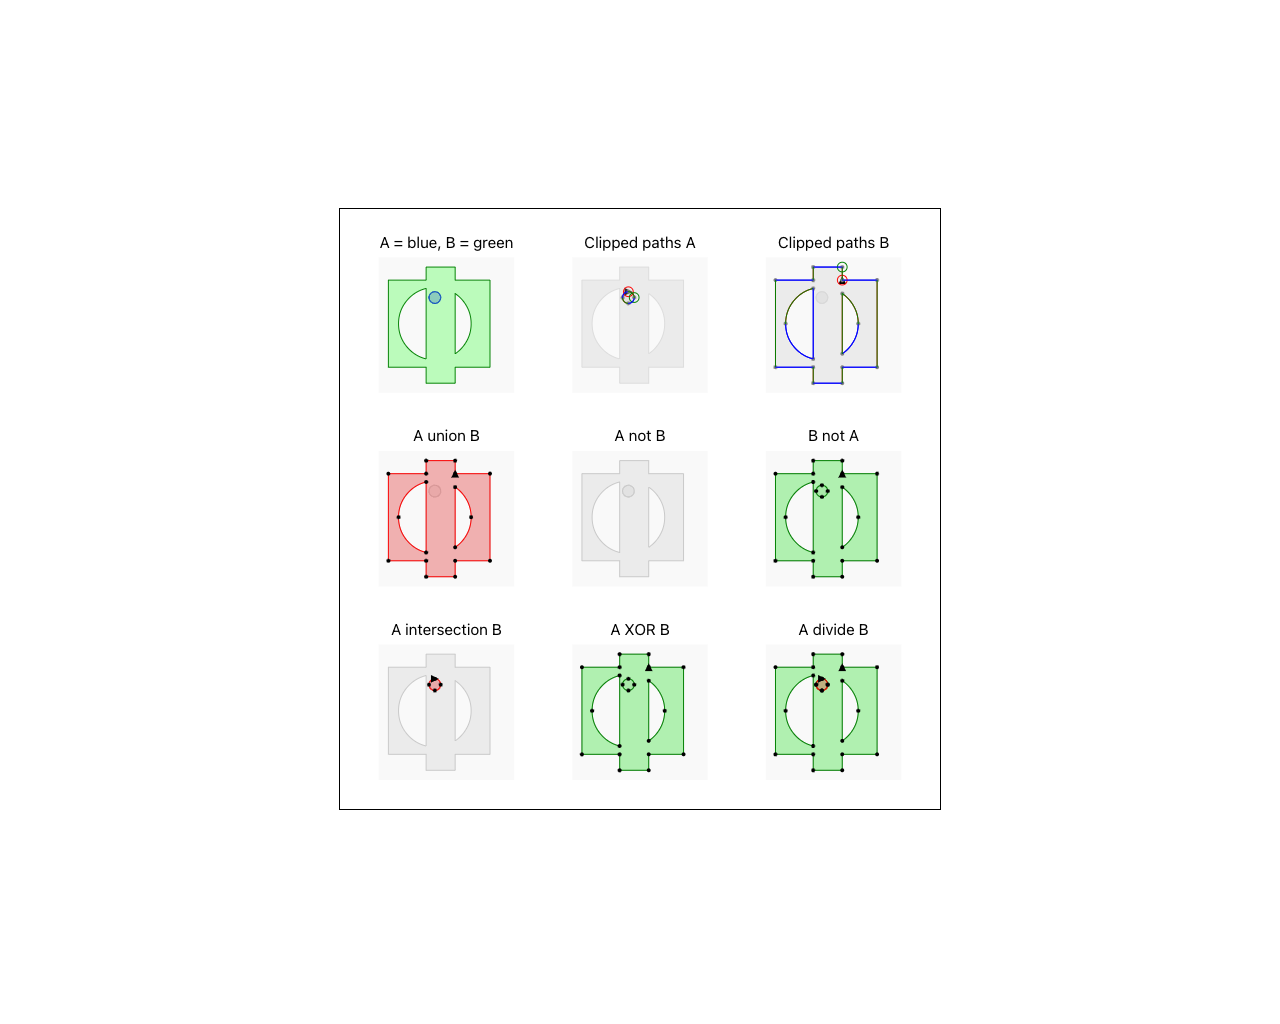 A = blue, B = green
Clipped paths A
Clipped paths B
A union B
A not B
B not A
A intersection B
A XOR B
A divide B